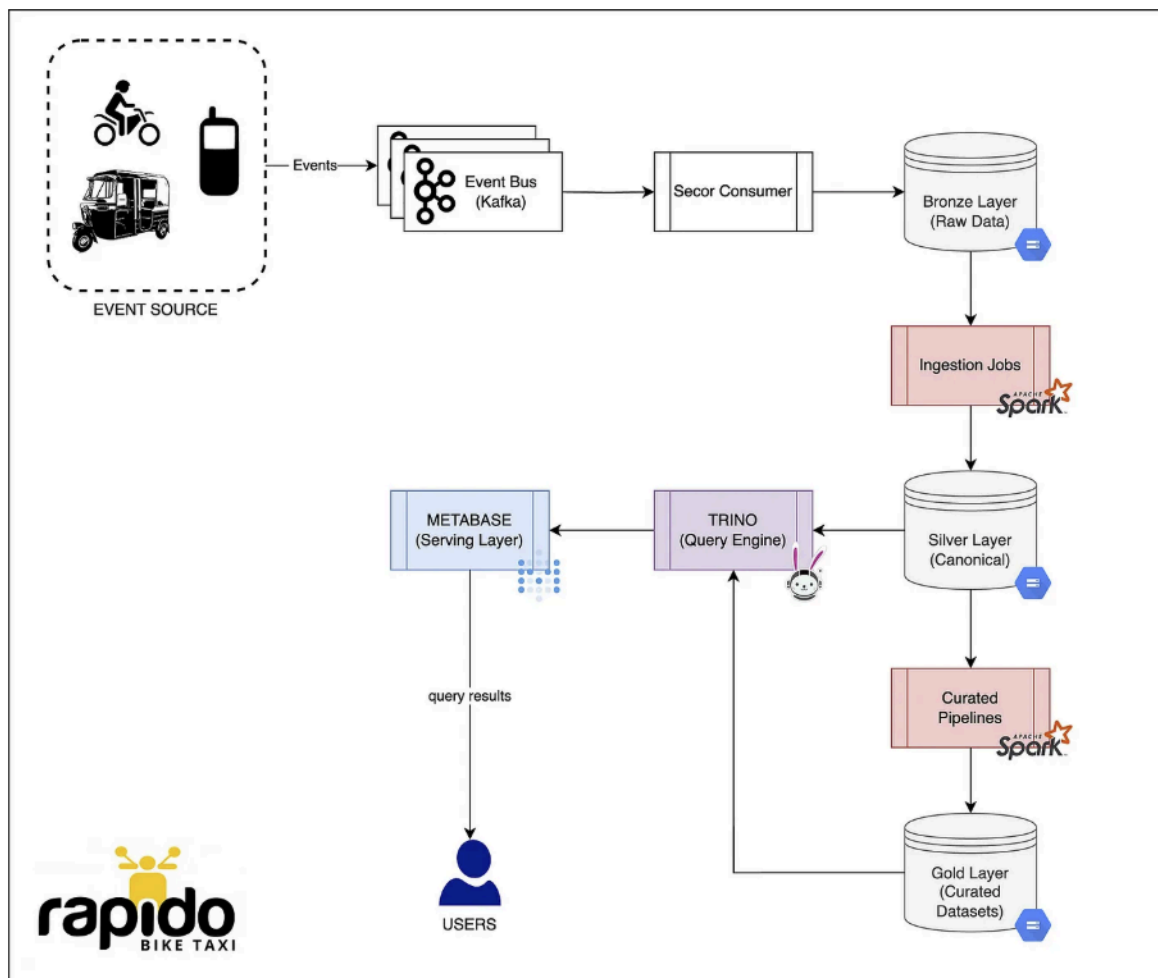 EVENT SOURCE
Events
Event Bus
(Kafka)
Secor Consumer
Bronze Layer
(Raw Data)
Ingestion Jobs
APACHE
Spark
METABASE
(Serving Layer)
TRINO
(Query Engine)
Silver Layer
(Canonical)
query results
Curated
Pipelines
APACHE
Spark
Gold Layer
(Curated
Datasets)
USERS
rapido
BIKE TAXI